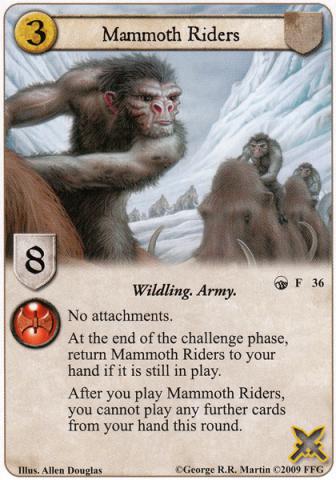 3
Mammoth Riders
8
Wildling. Army.
F 36
No attachments.
At the end of the challenge phase,
return Mammoth Riders to your
hand if it is still in play.
After you play Mammoth Riders,
you cannot play any further cards
from your hand this round.
Illus. Allen Douglas
©George R.R. Martin ©2009 FFG